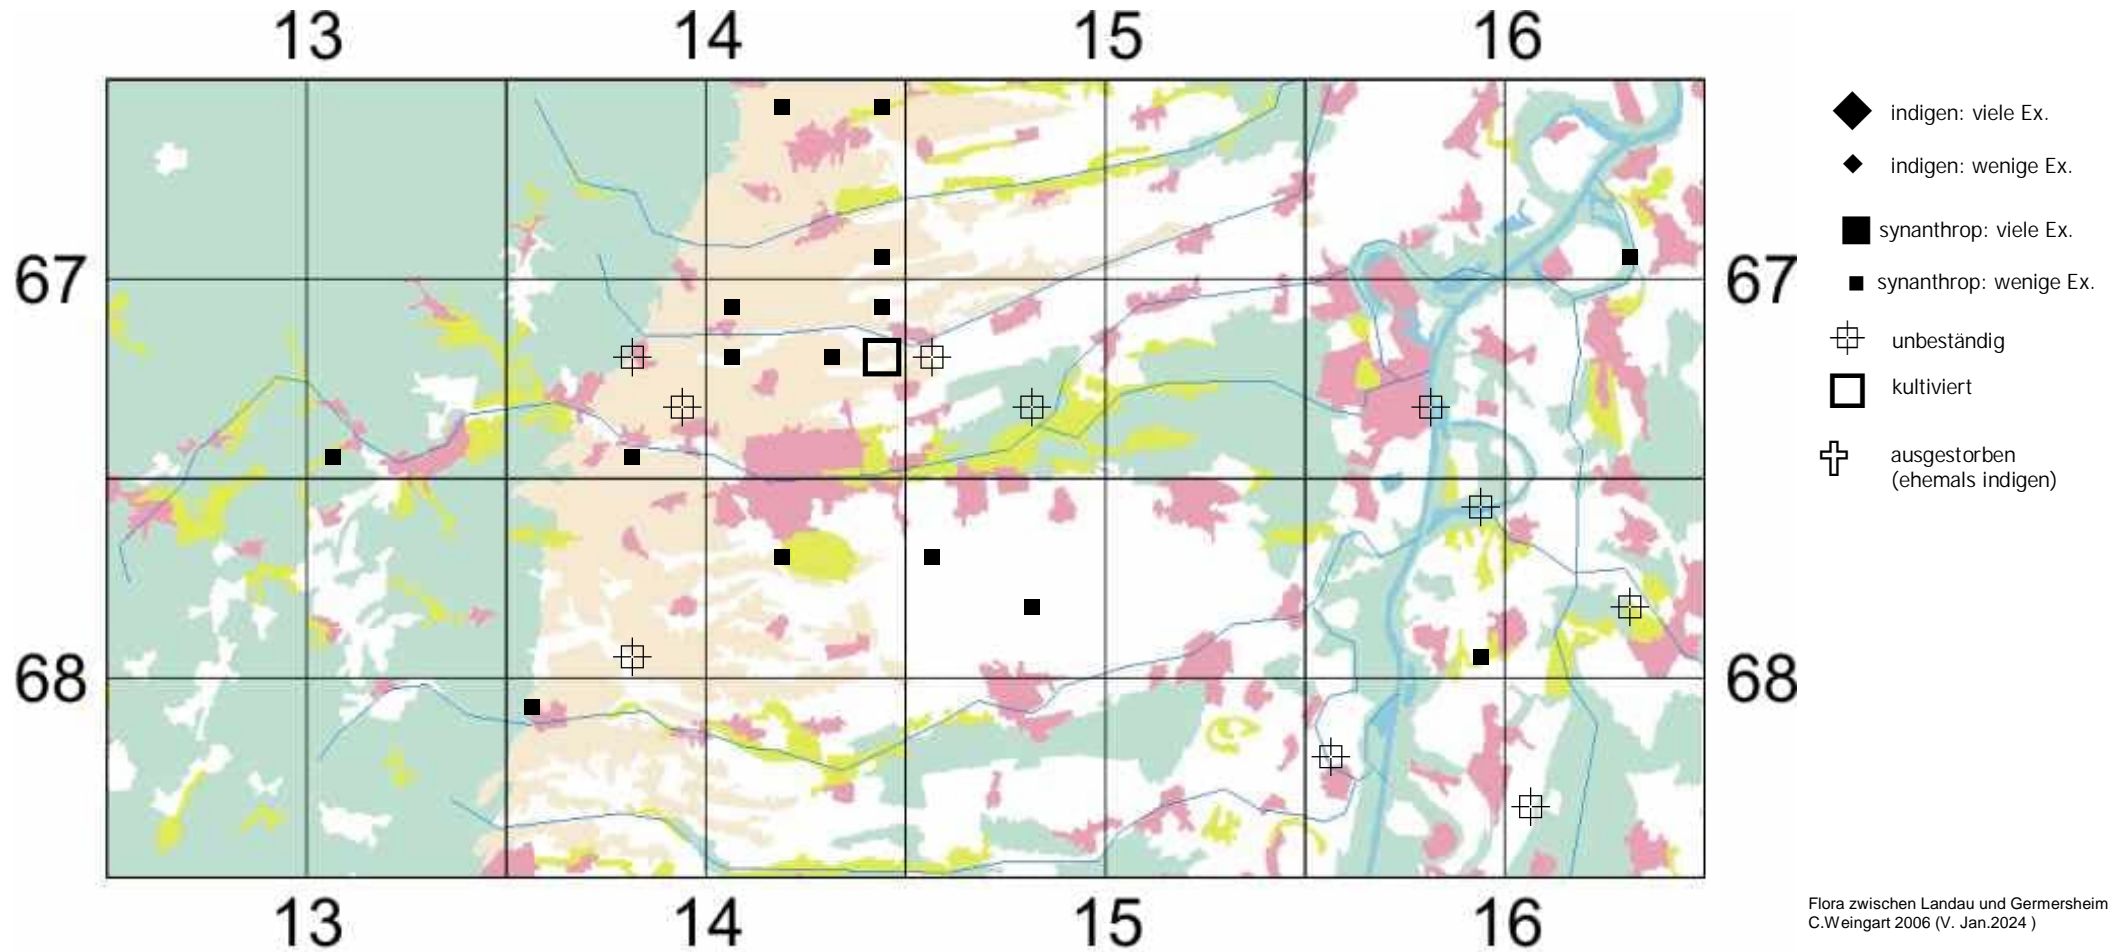 13 14 15 16
67 67
68 68
13 14 15 16
indigen: viele Ex.
indigen: wenige Ex.
synanthrop: viele Ex.
synanthrop: wenige Ex.
unbeständig
kultiviert
ausgestorben
(ehemals indigen)
Flora zwischen Landau und Germersheim
C.Weingart 2006 (V. Jan.2024 )